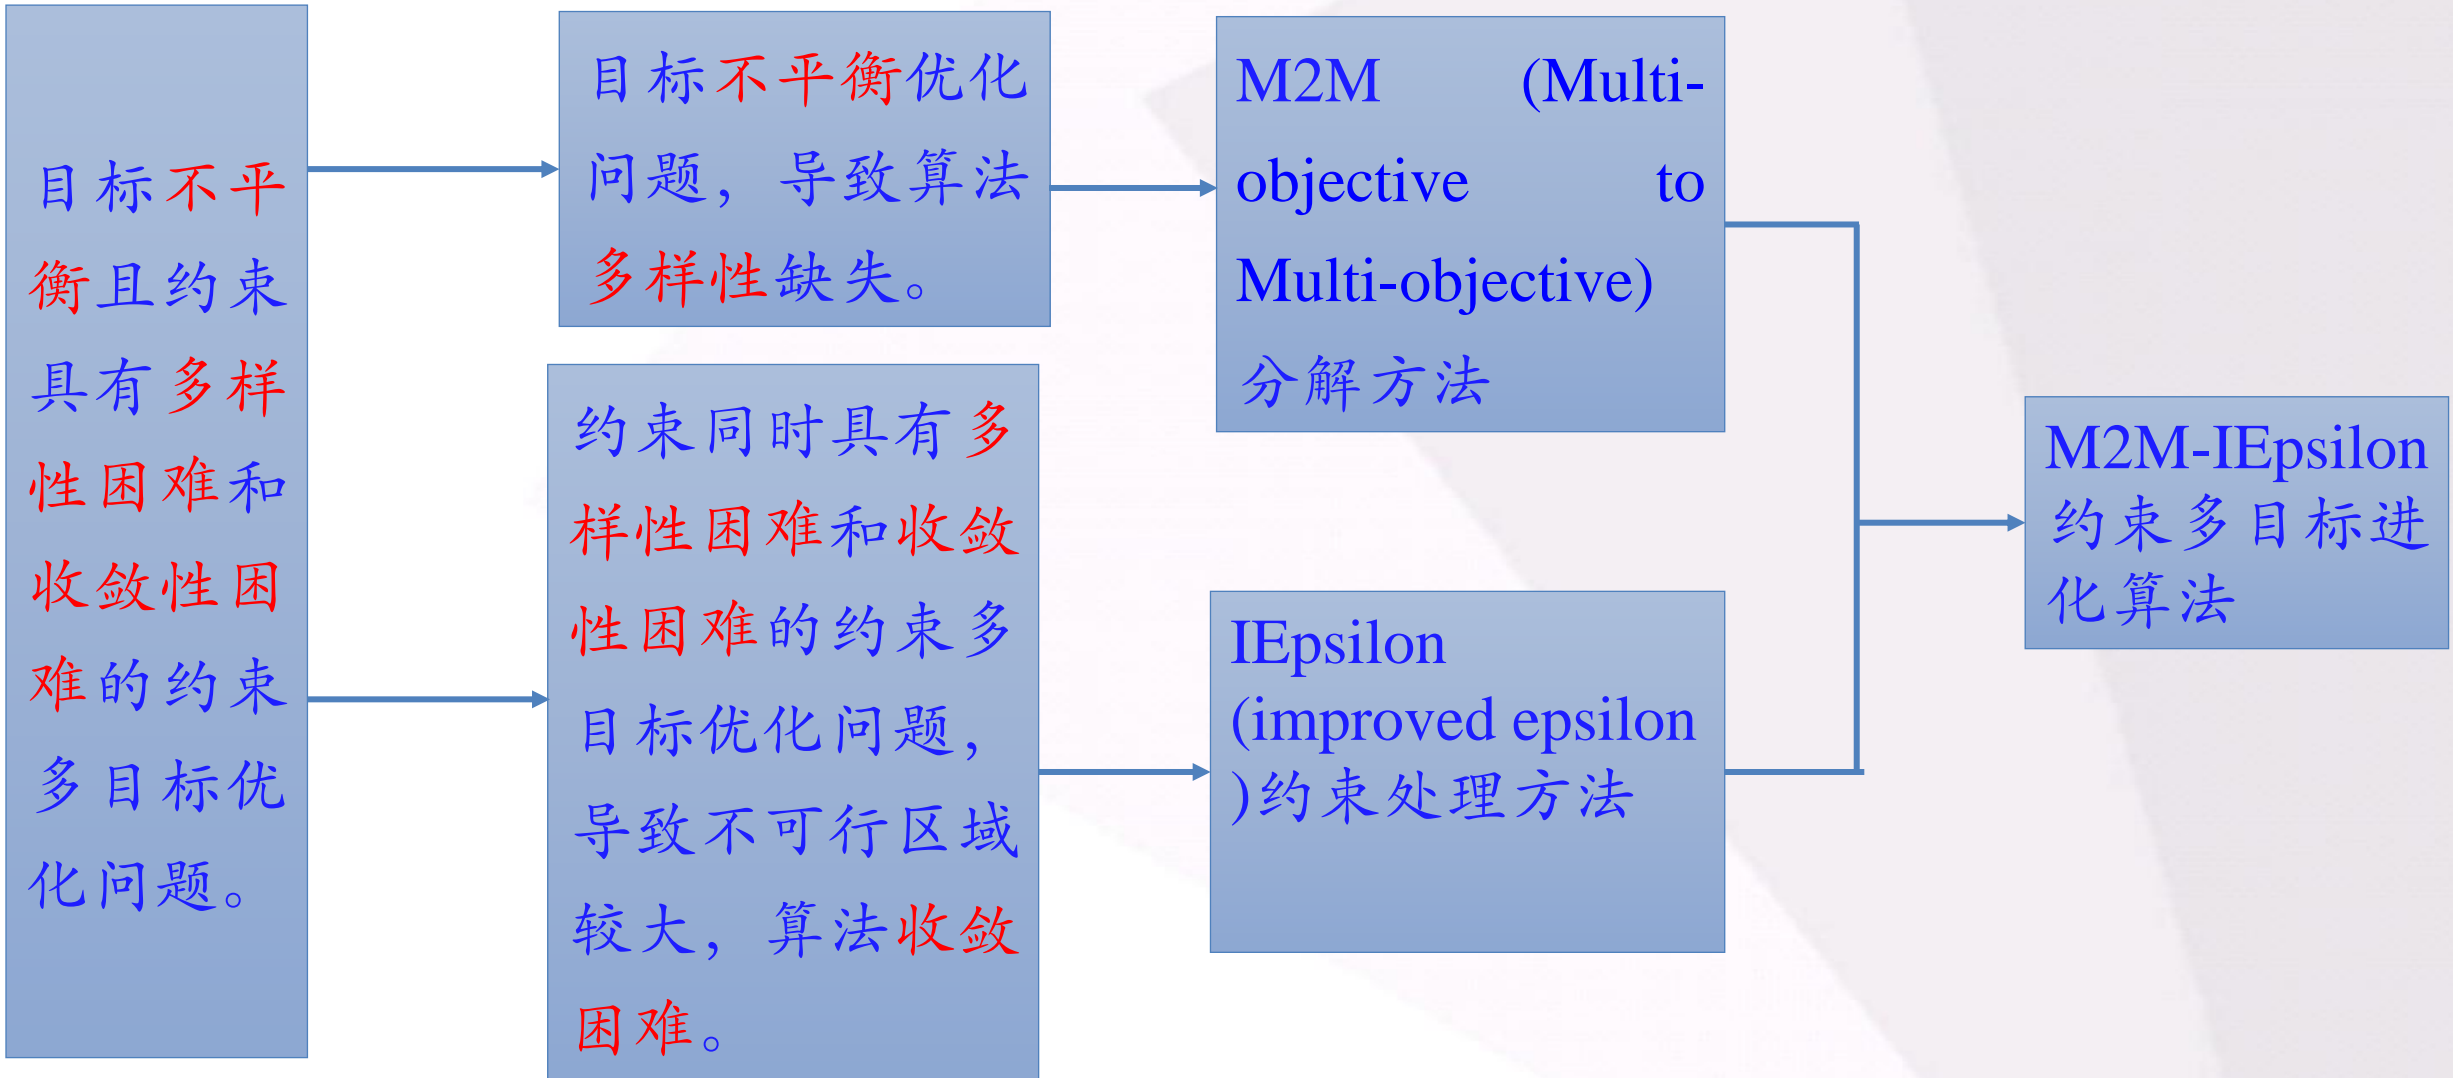 目标不平
衡且约束
具有多样
性困难和
收敛性困
难的约束
多目标优
化问题。
目标不平衡优化
问题，导致算法
多样性缺失。
约束同时具有多
样性困难和收敛
性困难的约束多
目标优化问题，
导致不可行区域
较大，算法收敛
困难。
M2M (Multi-
objective to
Multi-objective)
分解方法
IEpsilon
(improved epsilon
)约束处理方法
M2M-IEpsilon
约束多目标进
化算法